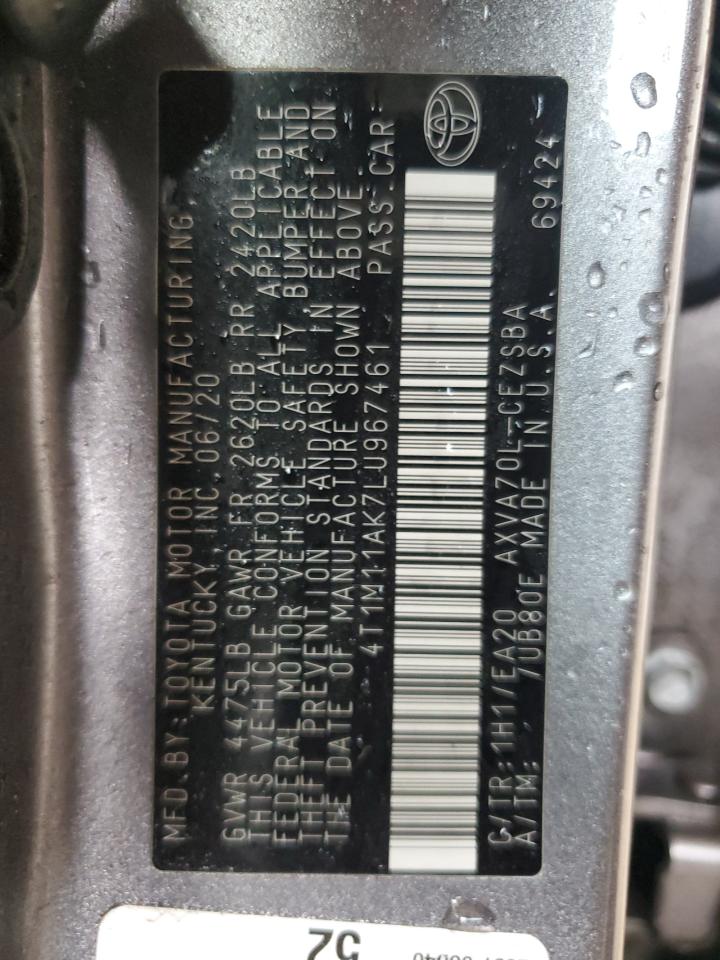 MFD.BY:TOYOTA MOTOR MANUFACTURING,
KENTUCKY, INC 06/20
GVWR 4475LB GAWR FR 2620LB RR 2420LB
THIS VEHICLE CONFORMS TO ALL APPLICABLE
FEDERAL MOTOR VEHICLE SAFETY BUMPER,AND
THEFT PREVENTION STANDARDS IN EFFECT ON
THE DATE OF MANUFACTURE SHOWN ABOVE.
4T1M11AK7LU967461 PASS.CAR
C/TR:1H1/EA20 AXVA70L-CEZSBA
A/TM: /UB80E MADE IN U.S.A. 69424
52